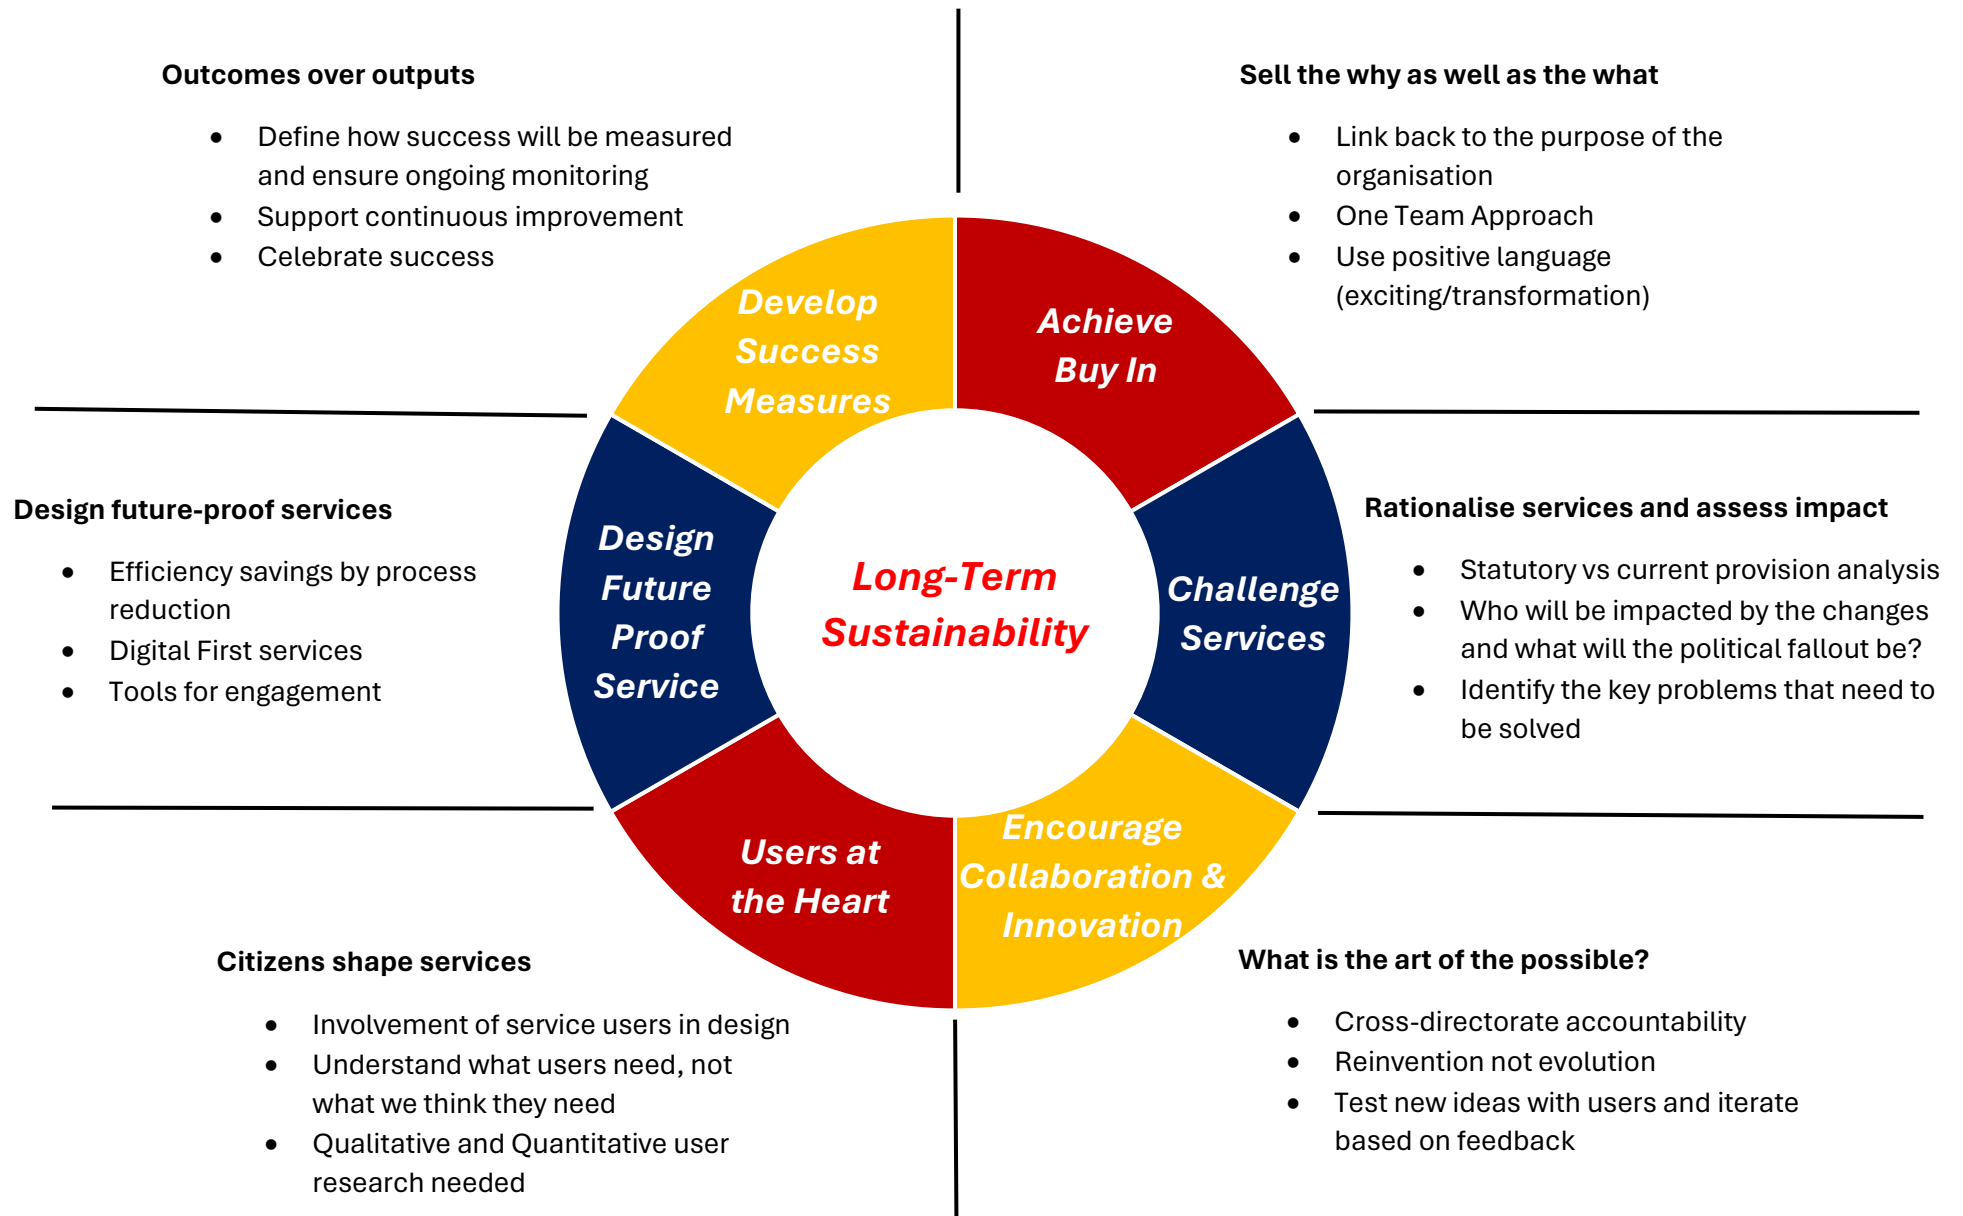 Outcomes over outputs
• Define how success will be measured
and ensure ongoing monitoring
• Support continuous improvement
• Celebrate success
Sell the why as well as the what
• Link back to the purpose of the
organisation
• One Team Approach
• Use positive language
(exciting/transformation)
Develop
Success
Measures
Achieve
Buy In
Design future-proof services
• Efficiency savings by process
reduction
• Digital First services
• Tools for engagement
Design
Future
Proof
Service
Long-Term
Sustainability
Challenge
Services
Rationalise services and assess impact
• Statutory vs current provision analysis
• Who will be impacted by the changes
and what will the political fallout be?
• Identify the key problems that need to
be solved
Users at
the Heart
Encourage
Collaboration &
Innovation
Citizens shape services
• Involvement of service users in design
• Understand what users need, not
what we think they need
• Qualitative and Quantitative user
research needed
What is the art of the possible?
• Cross-directorate accountability
• Reinvention not evolution
• Test new ideas with users and iterate
based on feedback